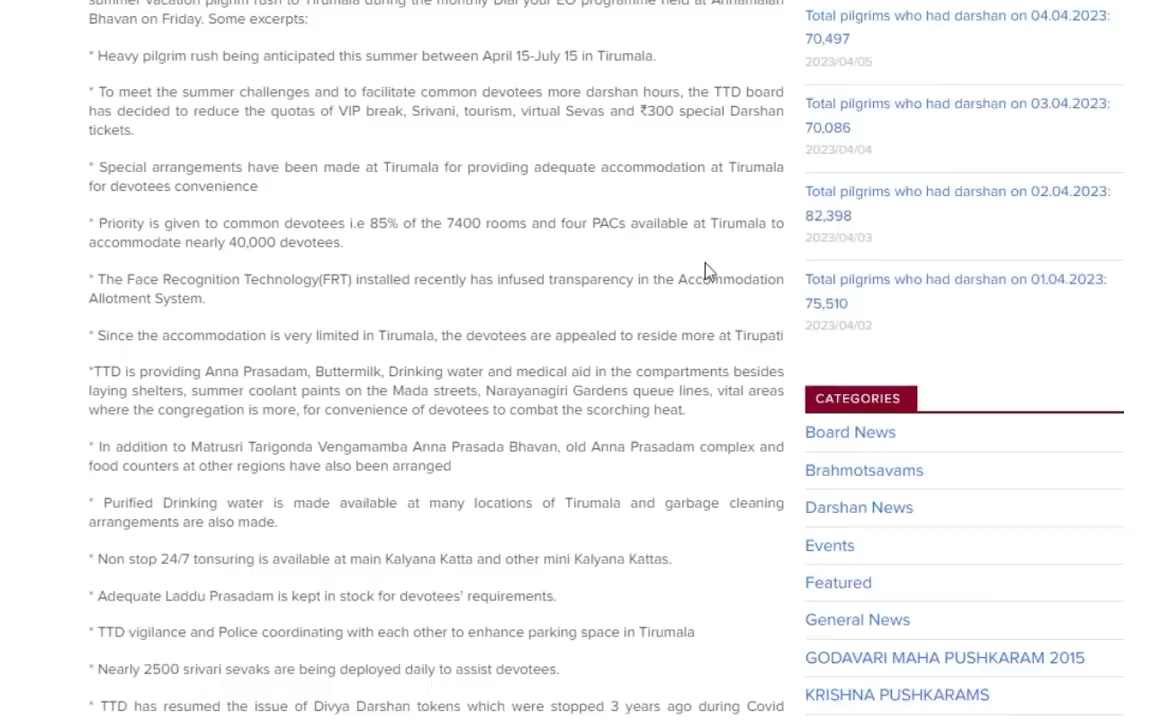 summer vacation pilgrim rush to Tirumala during the monthly Dial your EO programme held at Annamaiah
Bhavan on Friday. Some excerpts:
* Heavy pilgrim rush being anticipated this summer between April 15-July 15 in Tirumala.
* To meet the summer challenges and to facilitate common devotees more darshan hours, the TTD board
has decided to reduce the quotas of VIP break, Srivani, tourism, virtual Sevas and ₹300 special Darshan
tickets.
* Special arrangements have been made at Tirumala for providing adequate accommodation at Tirumala
for devotees convenience
* Priority is given to common devotees i.e 85% of the 7400 rooms and four PACs available at Tirumala to
accommodate nearly 40,000 devotees.
* The Face Recognition Technology(FRT) installed recently has infused transparency in the Accommodation
Allotment System.
* Since the accommodation is very limited in Tirumala, the devotees are appealed to reside more at Tirupati
*TTD is providing Anna Prasadam, Buttermilk, Drinking water and medical aid in the compartments besides
laying shelters, summer coolant paints on the Mada streets, Narayanagiri Gardens queue lines, vital areas
where the congregation is more, for convenience of devotees to combat the scorching heat.
* In addition to Matrusri Tarigonda Vengamamba Anna Prasada Bhavan, old Anna Prasadam complex and
food counters at other regions have also been arranged
* Purified Drinking water is made available at many locations of Tirumala and garbage cleaning
arrangements are also made.
* Non stop 24/7 tonsuring is available at main Kalyana Katta and other mini Kalyana Kattas.
* Adequate Laddu Prasadam is kept in stock for devotees' requirements.
* TTD vigilance and Police coordinating with each other to enhance parking space in Tirumala
* Nearly 2500 srivari sevaks are being deployed daily to assist devotees.
* TTD has resumed the issue of Divya Darshan tokens which were stopped 3 years ago during Covid
Total pilgrims who had darshan on 04.04.2023:
70,497
2023/04/05
Total pilgrims who had darshan on 03.04.2023:
70,086
2023/04/04
Total pilgrims who had darshan on 02.04.2023:
82,398
2023/04/03
Total pilgrims who had darshan on 01.04.2023:
75,510
2023/04/02
CATEGORIES
Board News
Brahmotsavams
Darshan News
Events
Featured
General News
GODAVARI MAHA PUSHKARAM 2015
KRISHNA PUSHKARAMS